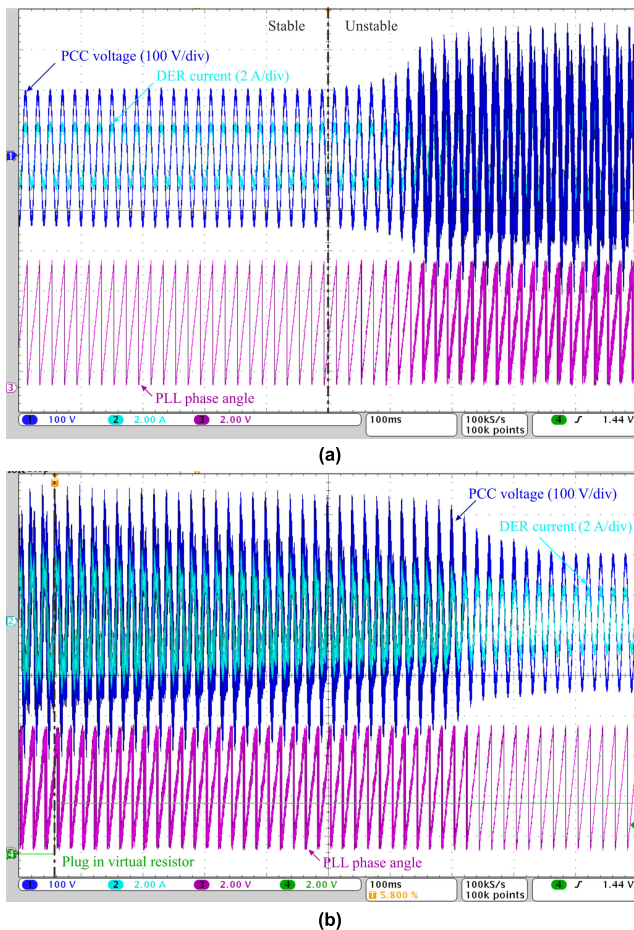 Stable Unstable
PCC voltage (100 V/div)
DER current (2 A/div)
1
3
PLL phase angle
1 100 V 2 2.00 A 3 2.00 V 100ms 100kS/s 4 1.44 V
100k points
(a)
PCC voltage (100 V/div)
DER current (2 A/div)
2
4
Plug in virtual resistor
PLL phase angle
1 100 V 2 2.00 A 3 2.00 V 4 2.00 V 100ms 100kS/s 4 1.44 V
T 5.800 % 100k points
(b)